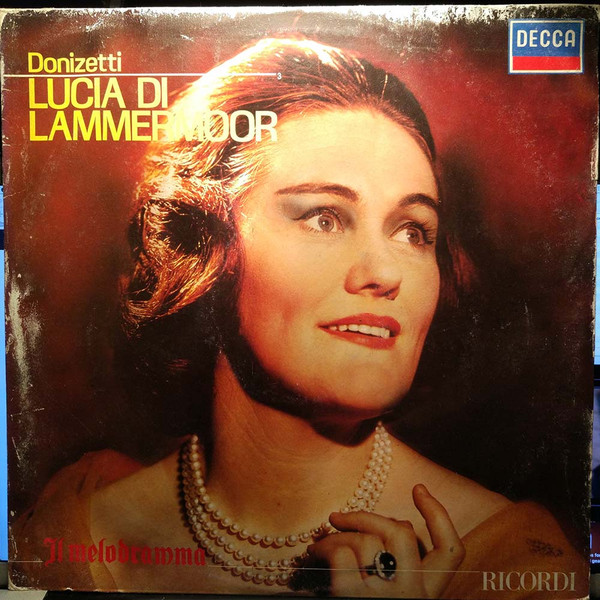 Donizetti
LUCIA DI
LAMMERMOOR
DECCA
Il melodramma
RICORDI